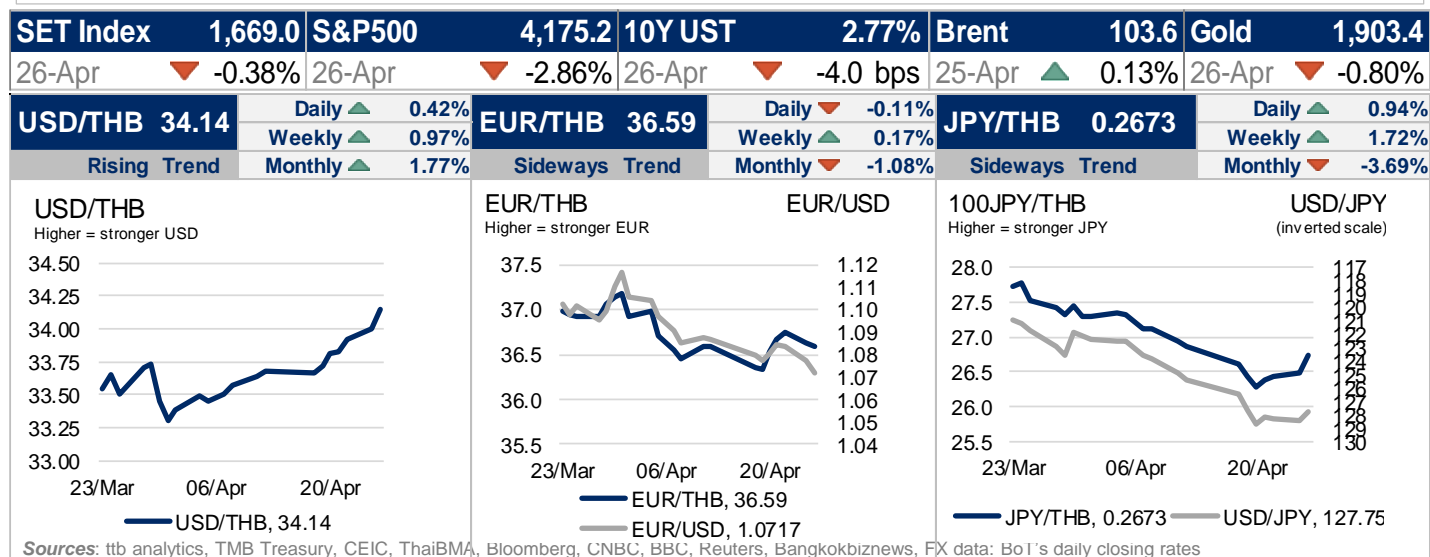 SET Index 1,669.0 S&P500 4,175.2 10Y UST 2.77% Brent 103.6 Gold 1,903.4
26-Apr -0.38% 26-Apr -2.86% 26-Apr -4.0 bps 25-Apr 0.13% 26-Apr -0.80%
USD/THB 34.14
Rising Trend
Daily 0.42%
Weekly 0.97%
Monthly 1.77%
EUR/THB 36.59
Sideways Trend
Daily -0.11%
Weekly 0.17%
Monthly -1.08%
JPY/THB 0.2673
Sideways Trend
Daily 0.94%
Weekly 1.72%
Monthly -3.69%
USD/THB
Higher = stronger USD
34.50
34.25
34.00
33.75
33.50
33.25
33.00
23/Mar 06/Apr 20/Apr
USD/THB, 34.14
EUR/THB EUR/USD
Higher = stronger EUR
37.5
37.0
36.5
36.0
35.5
1.12
1.11
1.10
1.09
1.08
1.07
1.06
1.05
1.04
23/Mar 06/Apr 20/Apr
EUR/THB, 36.59
EUR/USD, 1.0717
100JPY/THB USD/JPY
Higher = stronger JPY (inverted scale)
28.0
27.5
27.0
26.5
26.0
25.5
117
118
119
120
122
123
124
125
126
127
128
129
130
23/Mar 06/Apr 20/Apr
JPY/THB, 0.2673 USD/JPY, 127.75
Sources: ttb analytics, TMB Treasury, CEIC, ThaiBMA, Bloomberg, CNBC, BBC, Reuters, Bangkokbiznews, FX data: BoT's daily closing rates